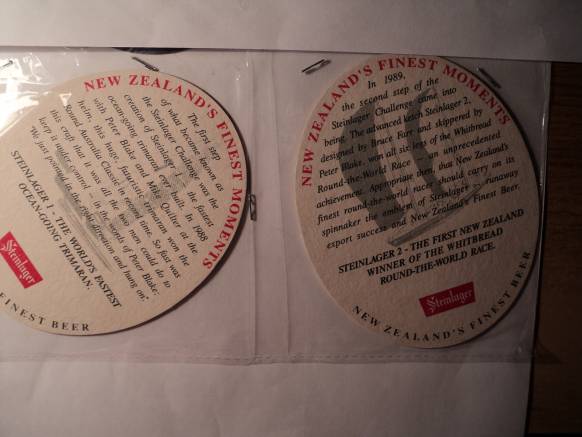 NEW ZEALAND'S FINEST MOMENTS
The first step
of what became known as
the Steinlager Challenge was the
creation of Steinlager 1, the fastest
ocean-going trimaran ever built. In 1988
with Peter Blake and Mike Quilter at the
helm, this huge, futuristic trimaran won the
Round Australia Classic in record time. So fast was
this craft that it was all the two men could do to
keep it under control - in the words of Peter Blake;
"We just pointed in the right direction and hung on".
STEINLAGER 1 - THE WORLD'S FASTEST
OCEAN-GOING TRIMARAN.
Steinlager
FINEST BEER
NEW ZEALAND'S FINEST MOMENTS
In 1989,
the second step of the
Steinlager Challenge came into
being. The advanced ketch Steinlager 2,
designed by Bruce Farr and skippered by
Peter Blake, won all six legs of the Whitbread
Round-the-World Race - an unprecedented
achievement. Appropriate then, that New Zealand's
finest round-the-world racer should carry on its
spinnaker the emblem of Steinlager - runaway
export success and New Zealand's Finest Beer.
STEINLAGER 2 - THE FIRST NEW ZEALAND
WINNER OF THE WHITBREAD
ROUND-THE-WORLD RACE.
Steinlager
NEW ZEALAND'S FINEST BEER